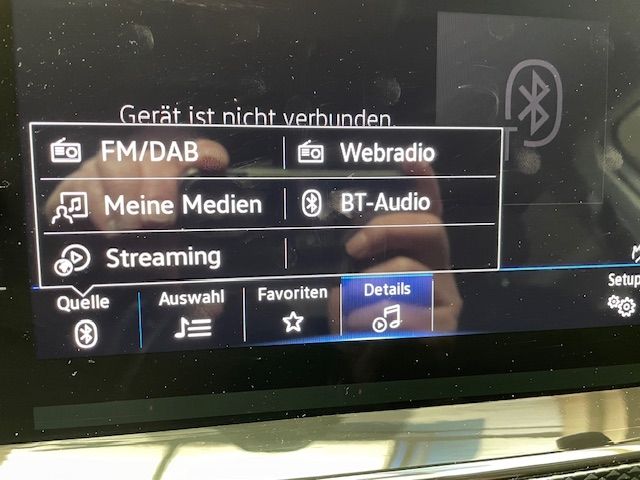 Gerät ist nicht verbunden.
FM/DAB
Webradio
Meine Medien
BT-Audio
Streaming
Quelle
Auswahl
Favoriten
Details
Setup